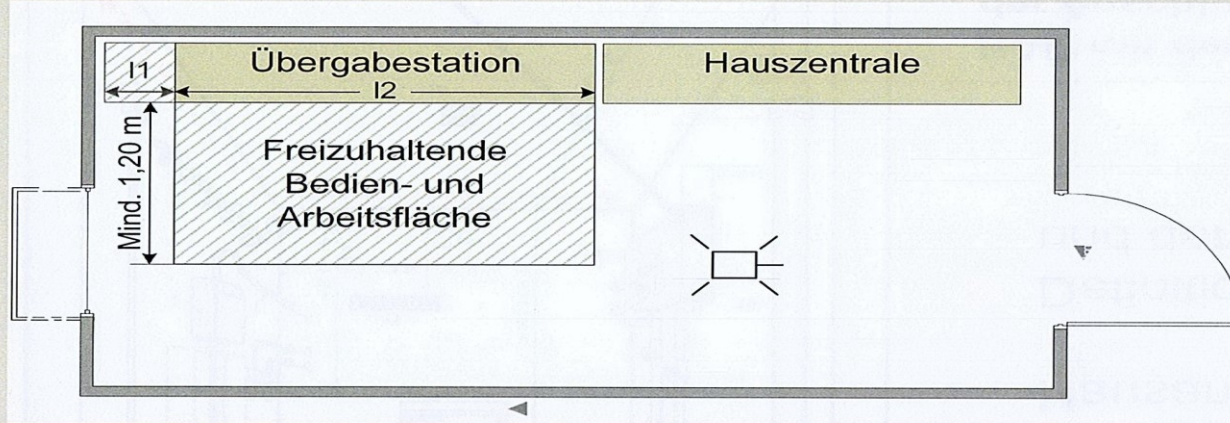 Übergabestation
Hauszentrale
l1
l2
Mind. 1,20 m
Freizuhaltende
Bedien- und
Arbeitsfläche